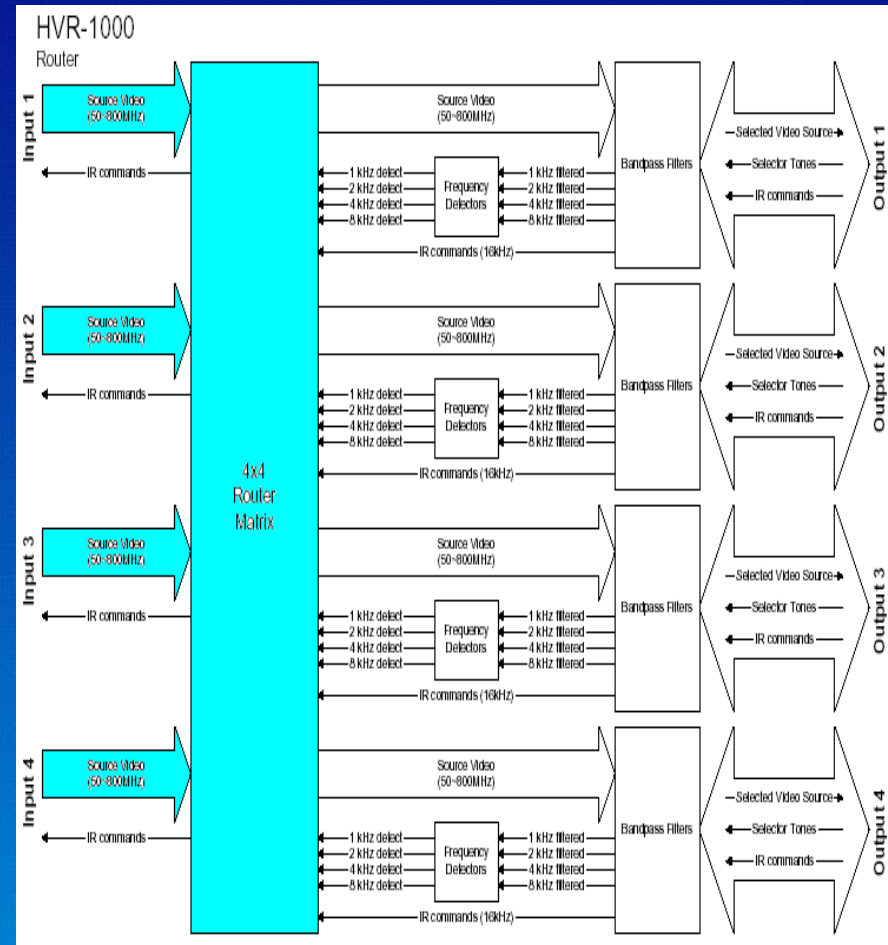 HVR-1000
Router
Input 1
Source Video
(50~800MHz)
IR commands
Source Video
(50~800MHz)
1 kHz detect
2 kHz detect
4 kHz detect
8 kHz detect
Frequency
Detectors
1 kHz filtered
2 kHz filtered
4 kHz filtered
8 kHz filtered
IR commands (16kHz)
Bandpass Filters
Selected Video Source
Selector Tones
IR commands
Output 1
Input 2
Source Video
(50~800MHz)
IR commands
Source Video
(50~800MHz)
1 kHz detect
2 kHz detect
4 kHz detect
8 kHz detect
Frequency
Detectors
1 kHz filtered
2 kHz filtered
4 kHz filtered
8 kHz filtered
IR commands (16kHz)
Bandpass Filters
Selected Video Source
Selector Tones
IR commands
Output 2
4x4
Router
Matrix
Input 3
Source Video
(50~800MHz)
IR commands
Source Video
(50~800MHz)
1 kHz detect
2 kHz detect
4 kHz detect
8 kHz detect
Frequency
Detectors
1 kHz filtered
2 kHz filtered
4 kHz filtered
8 kHz filtered
IR commands (16kHz)
Bandpass Filters
Selected Video Source
Selector Tones
IR commands
Output 3
Input 4
Source Video
(50~800MHz)
IR commands
Source Video
(50~800MHz)
1 kHz detect
2 kHz detect
4 kHz detect
8 kHz detect
Frequency
Detectors
1 kHz filtered
2 kHz filtered
4 kHz filtered
8 kHz filtered
IR commands (16kHz)
Bandpass Filters
Selected Video Source
Selector Tones
IR commands
Output 4